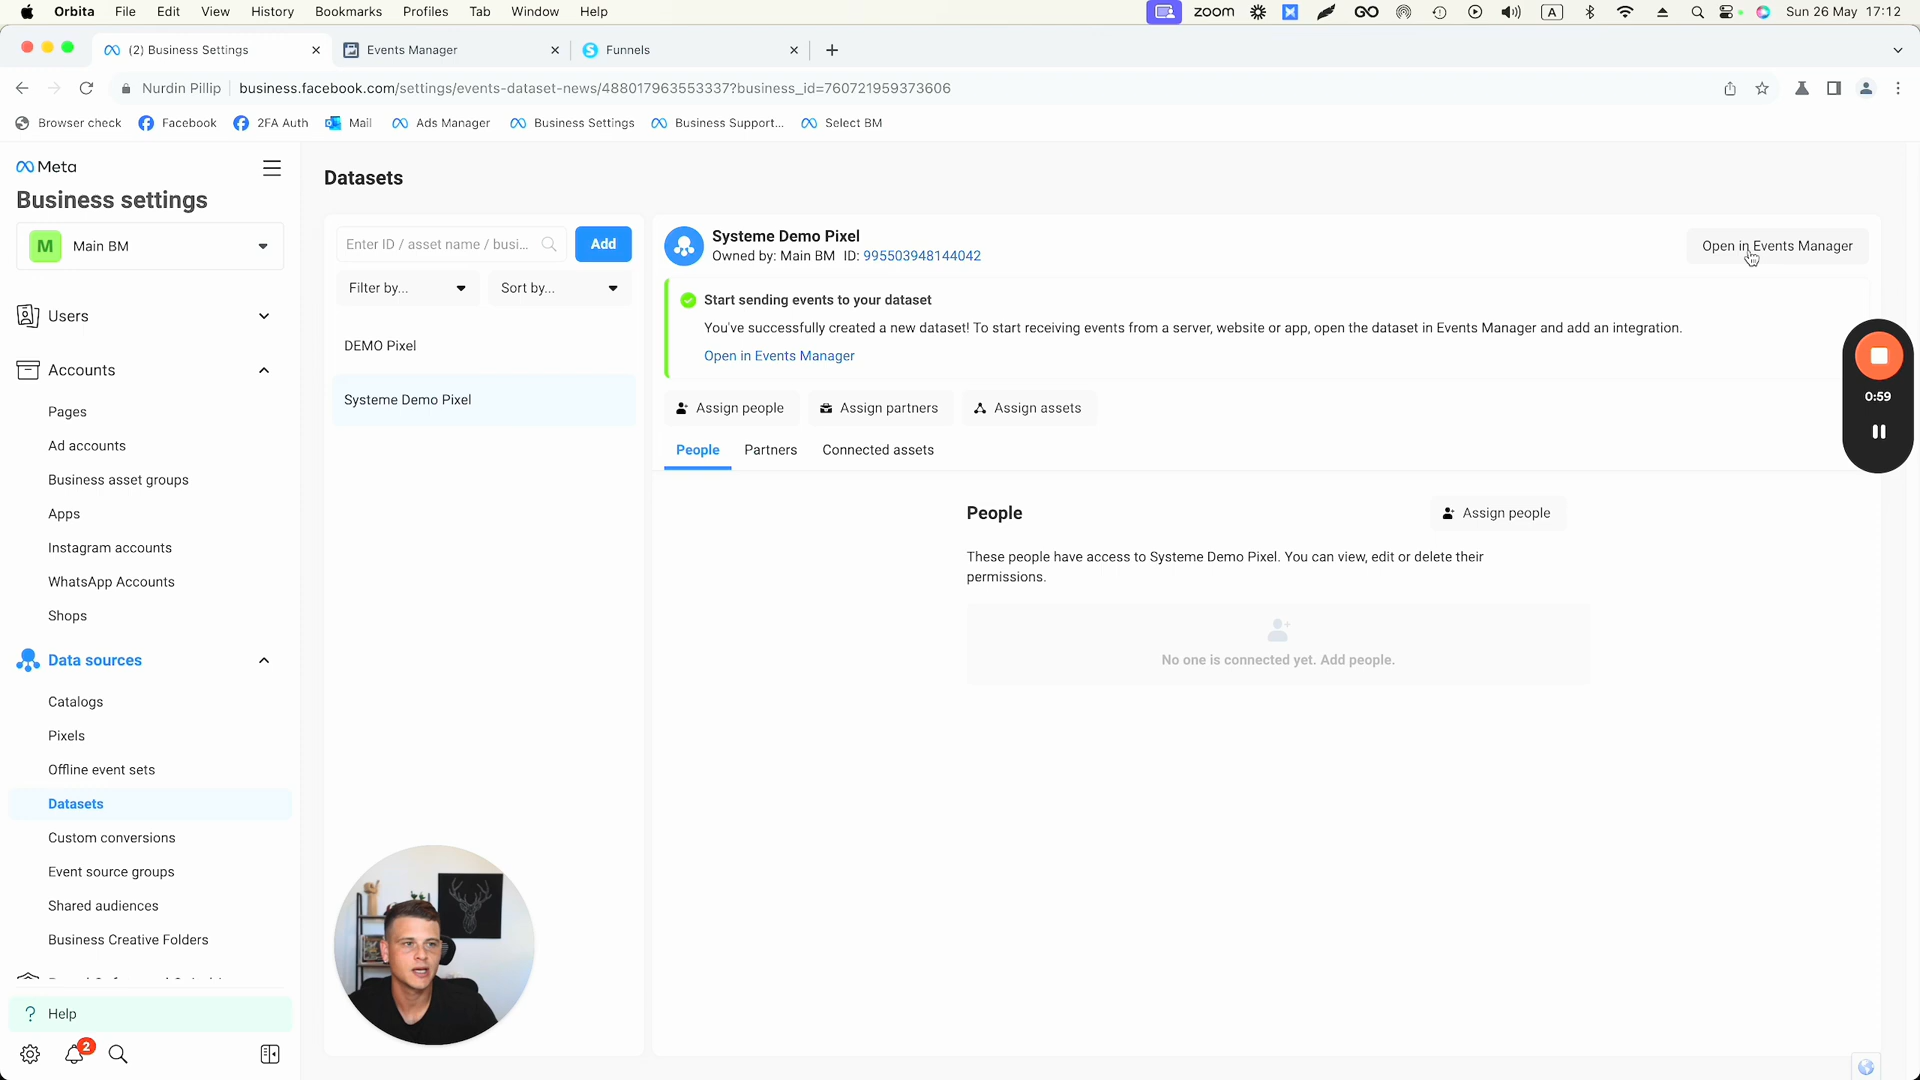 Orbita File Edit View History Bookmarks Profiles Tab Window Help
zoom A Sun 26 May 17:12
(2) Business Settings Events Manager Funnels
Nurdin Pillip business.facebook.com/settings/events-dataset-news/488017963553337?business_id=760721959373606
Browser check Facebook 2FA Auth Mail Ads Manager Business Settings Business Support... Select BM
Meta
Business settings
M Main BM
Users
Accounts
Pages
Ad accounts
Business asset groups
Apps
Instagram accounts
WhatsApp Accounts
Shops
Data sources
Catalogs
Pixels
Offline event sets
Datasets
Custom conversions
Event source groups
Shared audiences
Business Creative Folders
? Help
2
Datasets
Enter ID / asset name / busi... Add
Filter by... Sort by...
DEMO Pixel
Systeme Demo Pixel
Systeme Demo Pixel
Owned by: Main BM ID: 995503948144042
Open in Events Manager
Start sending events to your dataset
You've successfully created a new dataset! To start receiving events from a server, website or app, open the dataset in Events Manager and add an integration.
Open in Events Manager
Assign people Assign partners Assign assets
People Partners Connected assets
People Assign people
These people have access to Systeme Demo Pixel. You can view, edit or delete their
permissions.
No one is connected yet. Add people.
0:59